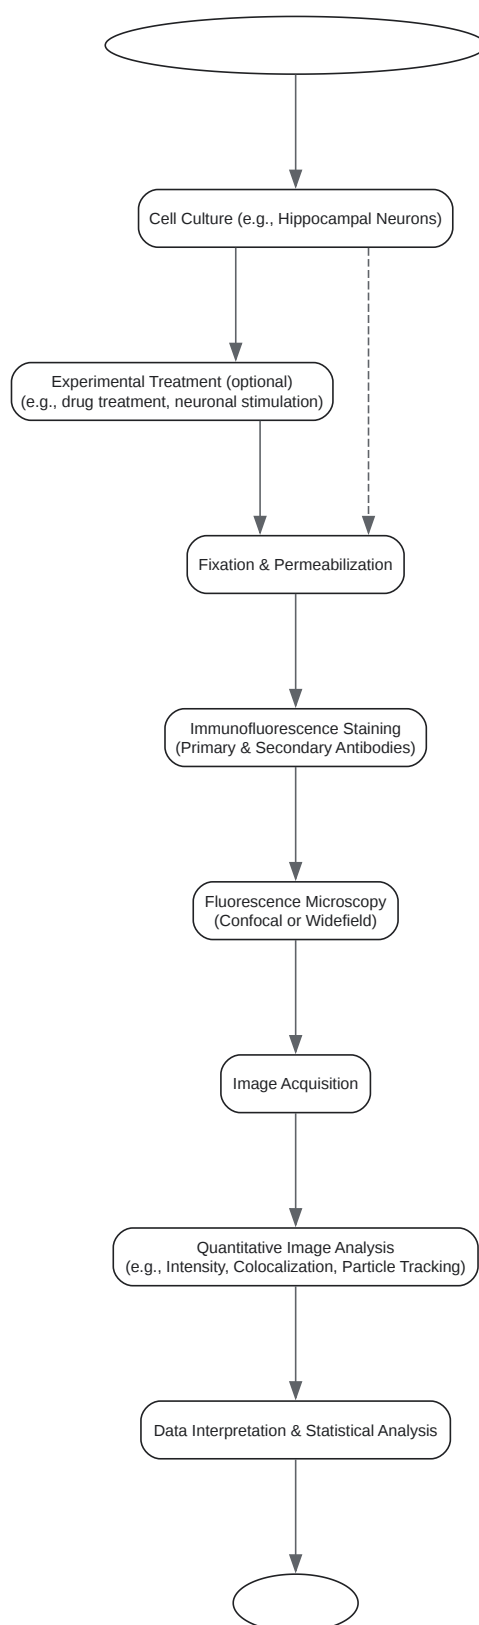 Cell Culture (e.g., Hippocampal Neurons)
Experimental Treatment (optional)
(e.g., drug treatment, neuronal stimulation)
Fixation & Permeabilization
Immunofluorescence Staining
(Primary & Secondary Antibodies)
Fluorescence Microscopy
(Confocal or Widefield)
Image Acquisition
Quantitative Image Analysis
(e.g., Intensity, Colocalization, Particle Tracking)
Data Interpretation & Statistical Analysis